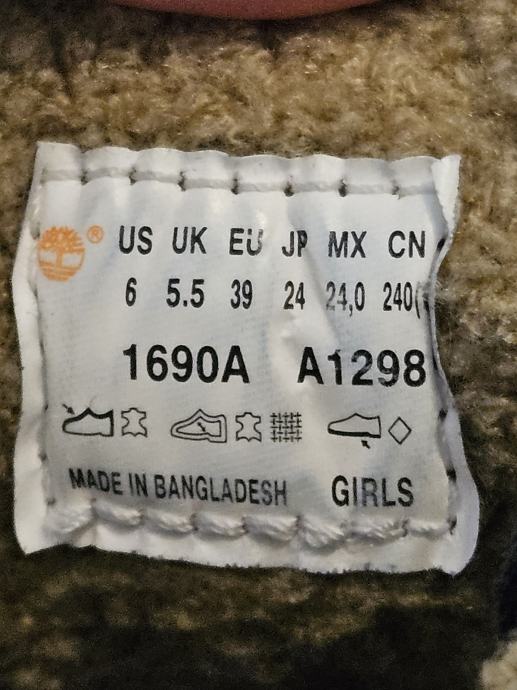 ® US UK EU JP MX CN
6 5.5 39 24 24,0 240(
1690A A1298
MADE IN BANGLADESH GIRLS